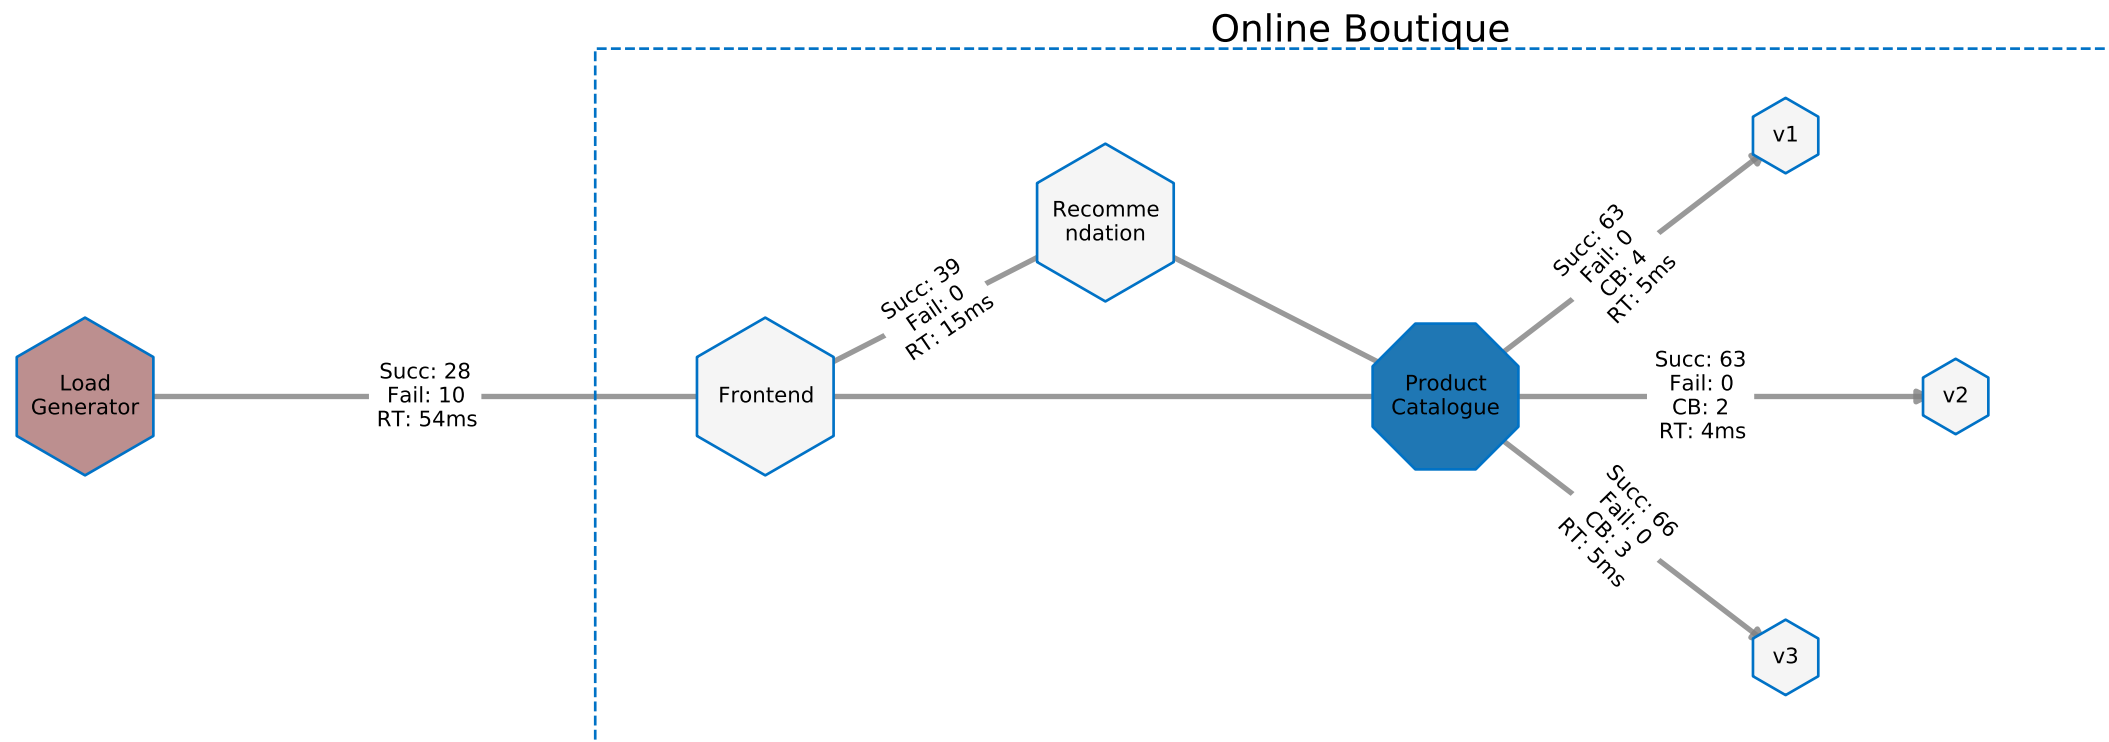 Online Boutique
Load
Generator
Succ: 28
Fail: 10
RT: 54ms
Frontend
Succ: 39
Fail: 0
RT: 15ms
Recomme
ndation
Product
Catalogue
Succ: 63
Fail: 0
CB: 4
RT: 5ms
v1
Succ: 63
Fail: 0
CB: 2
RT: 4ms
v2
Succ: 66
Fail: 0
CB: 3
RT: 5ms
v3